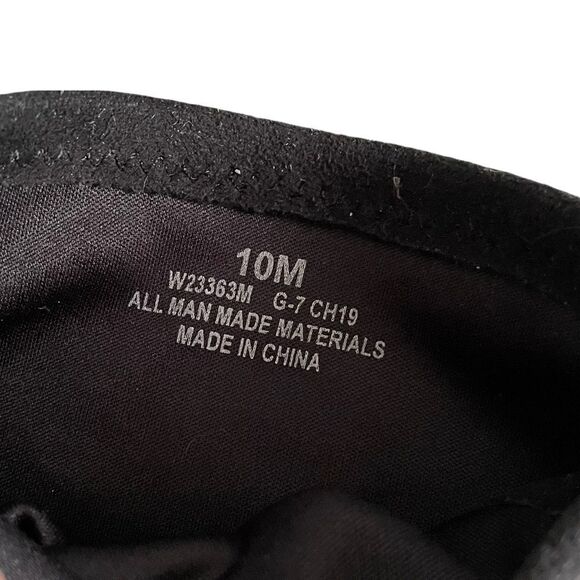 10M
W23363M G-7 CH19
ALL MAN MADE MATERIALS
MADE IN CHINA